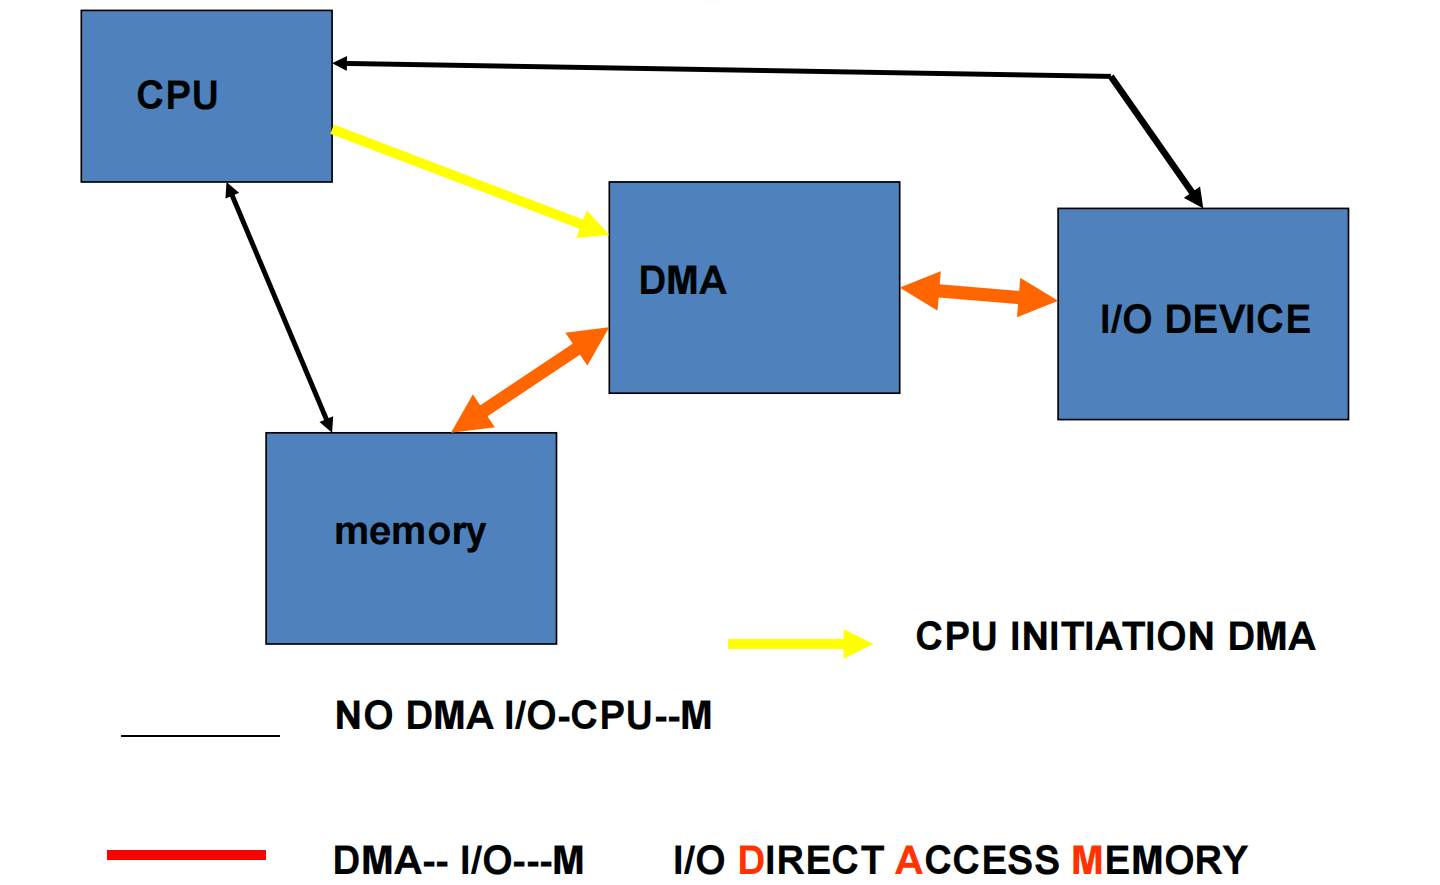 CPU
DMA
I/O DEVICE
memory
CPU INITIATION DMA
NO DMA I/O-CPU--M
DMA-- I/O---M I/O DIRECT ACCESS MEMORY